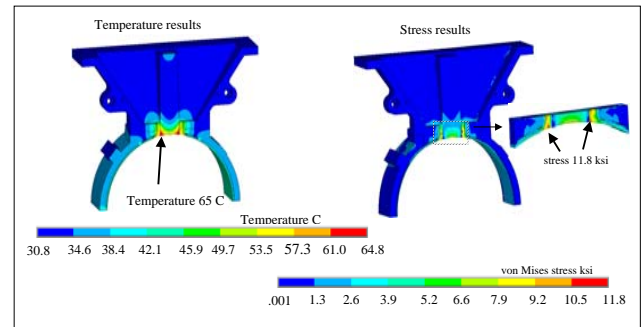 Temperature results
Stress results
stress 11.8 ksi
Temperature 65 C
Temperature C
30.8 34.6 38.4 42.1 45.9 49.7 53.5 57.3 61.0 64.8
von Mises stress ksi
.001 1.3 2.6 3.9 5.2 6.6 7.9 9.2 10.5 11.8